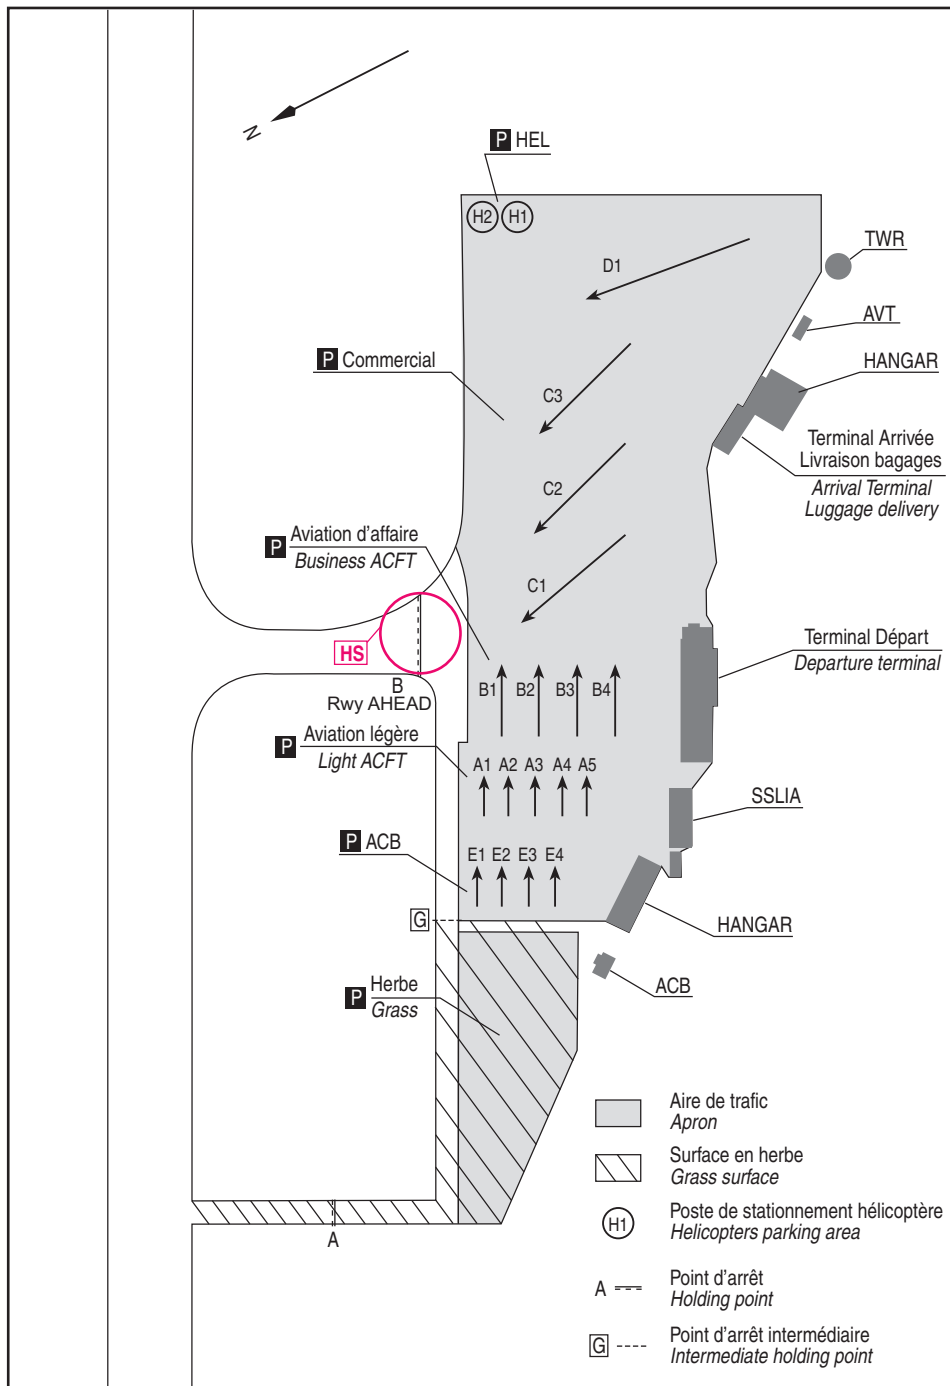 N
P HEL
H2 H1
TWR
D1
AVT
P Commercial
HANGAR
C3
Terminal Arrivée
Livraison bagages
Arrival Terminal
Luggage delivery
C2
P Aviation d'affaire
Business ACFT
C1
HS
Terminal Départ
Departure terminal
B
Rwy AHEAD
B1 B2 B3 B4
P Aviation légère
Light ACFT
A1 A2 A3 A4 A5
SSLIA
P ACB
E1 E2 E3 E4
G
HANGAR
ACB
P Herbe
Grass
A
Aire de trafic
Apron
Surface en herbe
Grass surface
H1 Poste de stationnement hélicoptère
Helicopters parking area
A Point d'arrêt
Holding point
G Point d'arrêt intermédiaire
Intermediate holding point